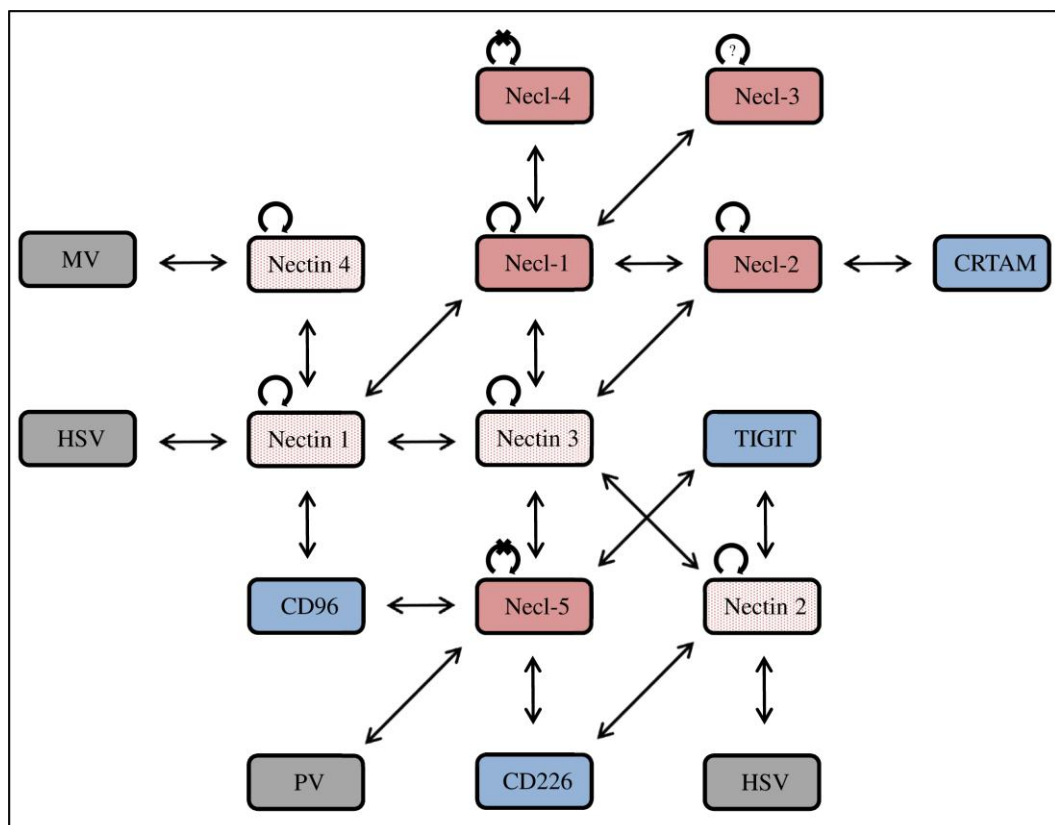 Necl-4
?
Necl-3
MV
Nectin 4
Necl-1
Necl-2
CRTAM
HSV
Nectin 1
Nectin 3
TIGIT
CD96
Necl-5
Nectin 2
PV
CD226
HSV